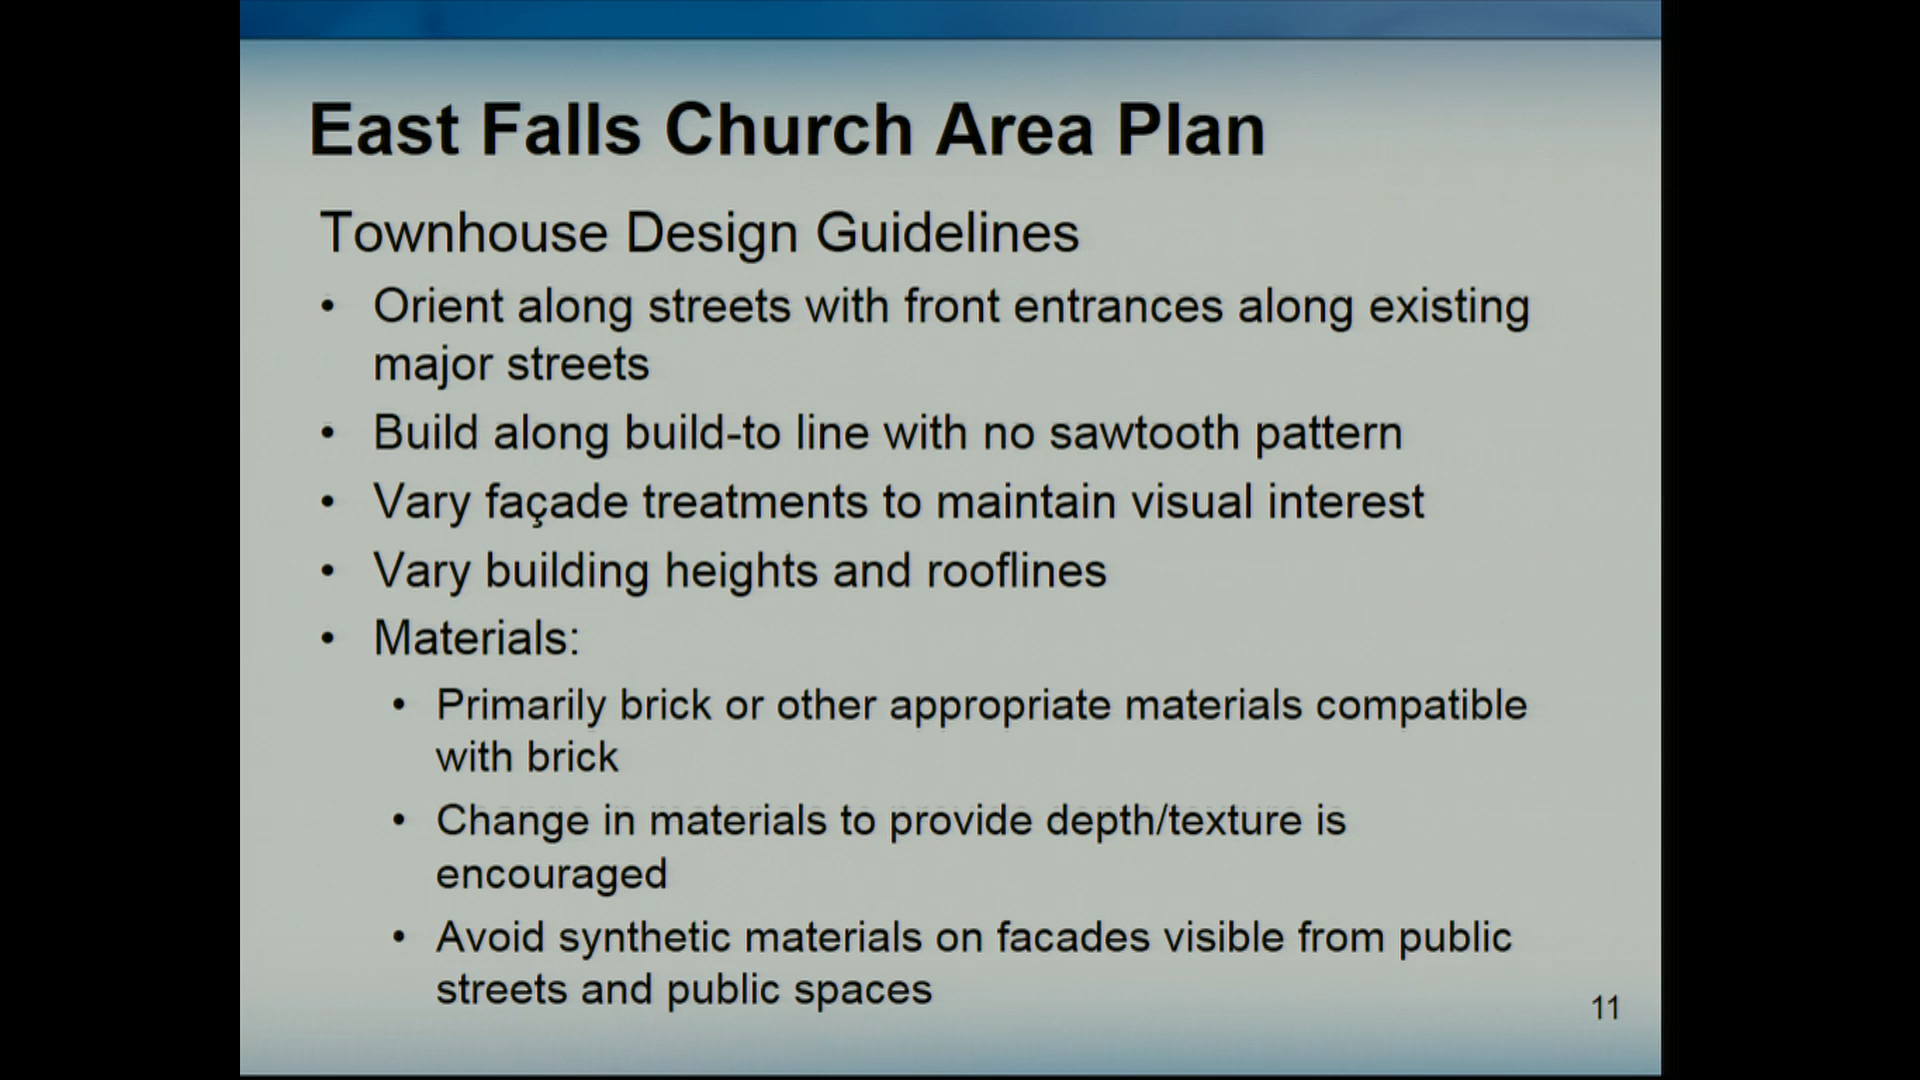 East Falls Church Area Plan
Townhouse Design Guidelines
• Orient along streets with front entrances along existing
major streets
• Build along build-to line with no sawtooth pattern
• Vary façade treatments to maintain visual interest
• Vary building heights and rooflines
• Materials:
• Primarily brick or other appropriate materials compatible
with brick
• Change in materials to provide depth/texture is
encouraged
• Avoid synthetic materials on facades visible from public
streets and public spaces
11